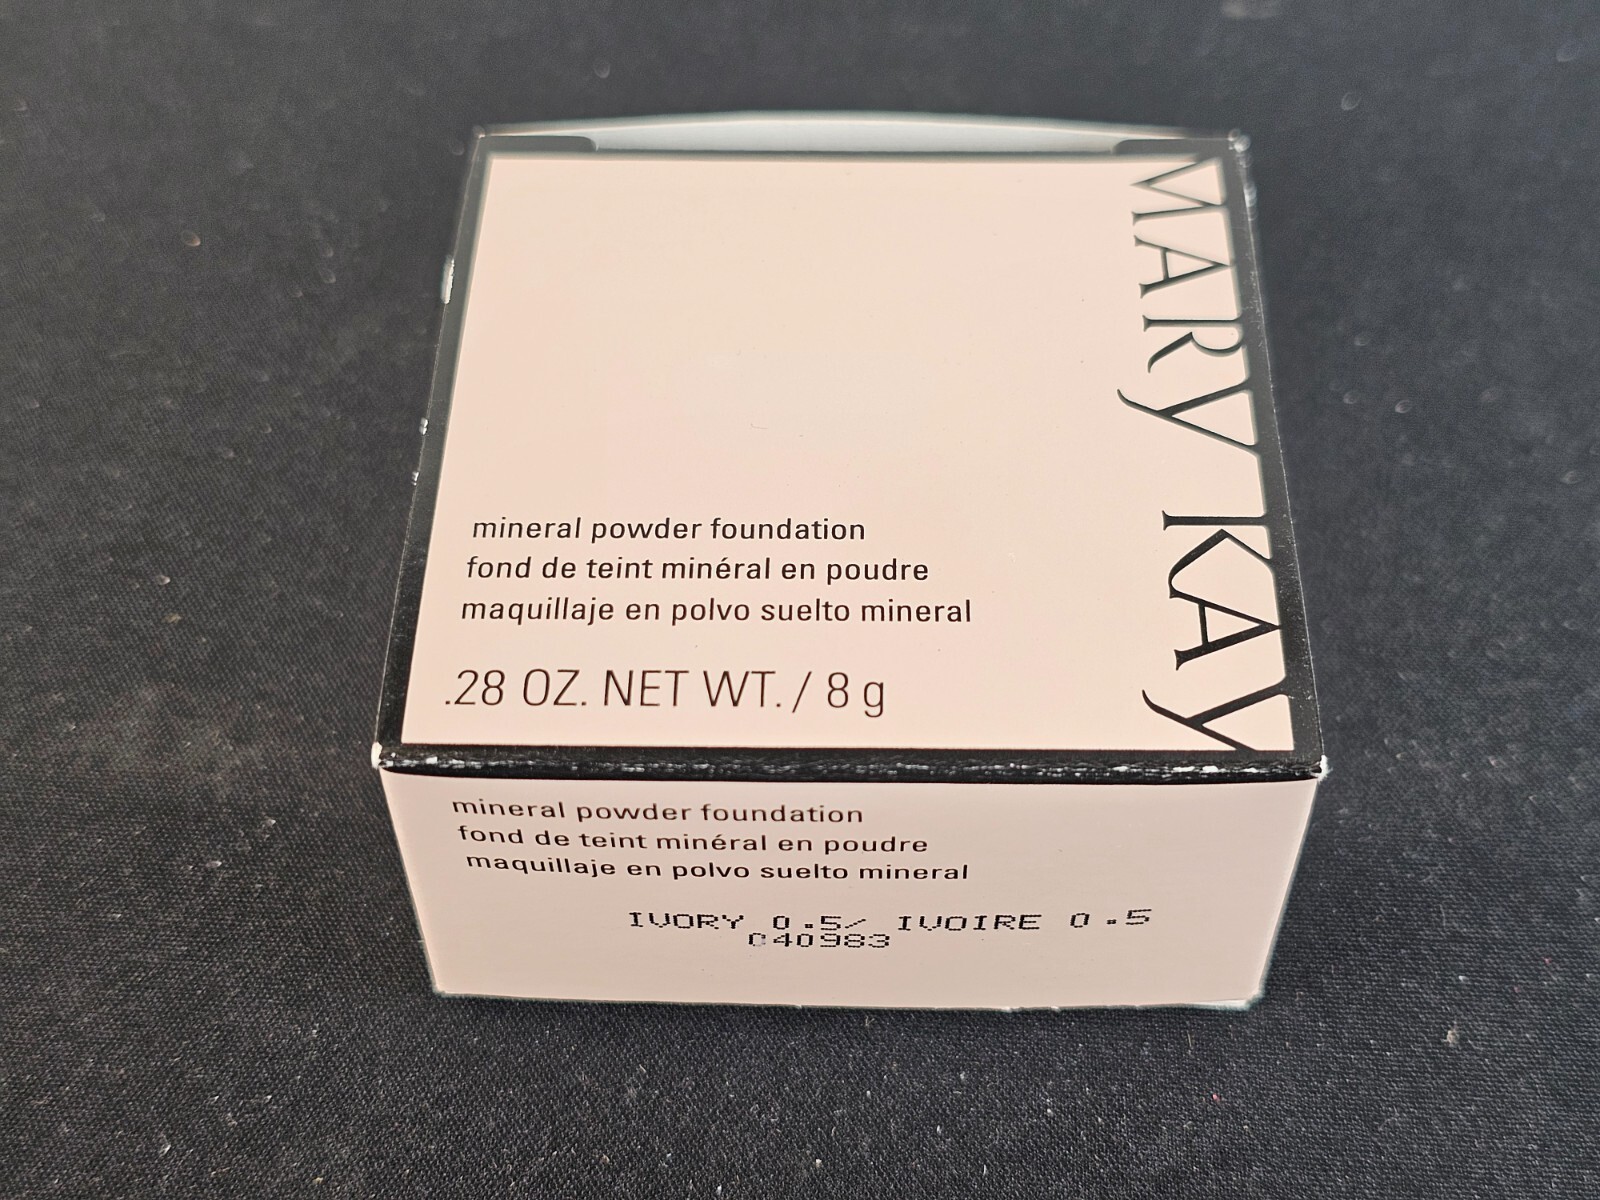 MARY KAY
mineral powder foundation
fond de teint minéral en poudre
maquillaje en polvo suelto mineral
.28 OZ. NET WT. / 8 g
mineral powder foundation
fond de teint minéral en poudre
maquillaje en polvo suelto mineral
IVORY 0.5/ IVOIRE 0.5
C40983